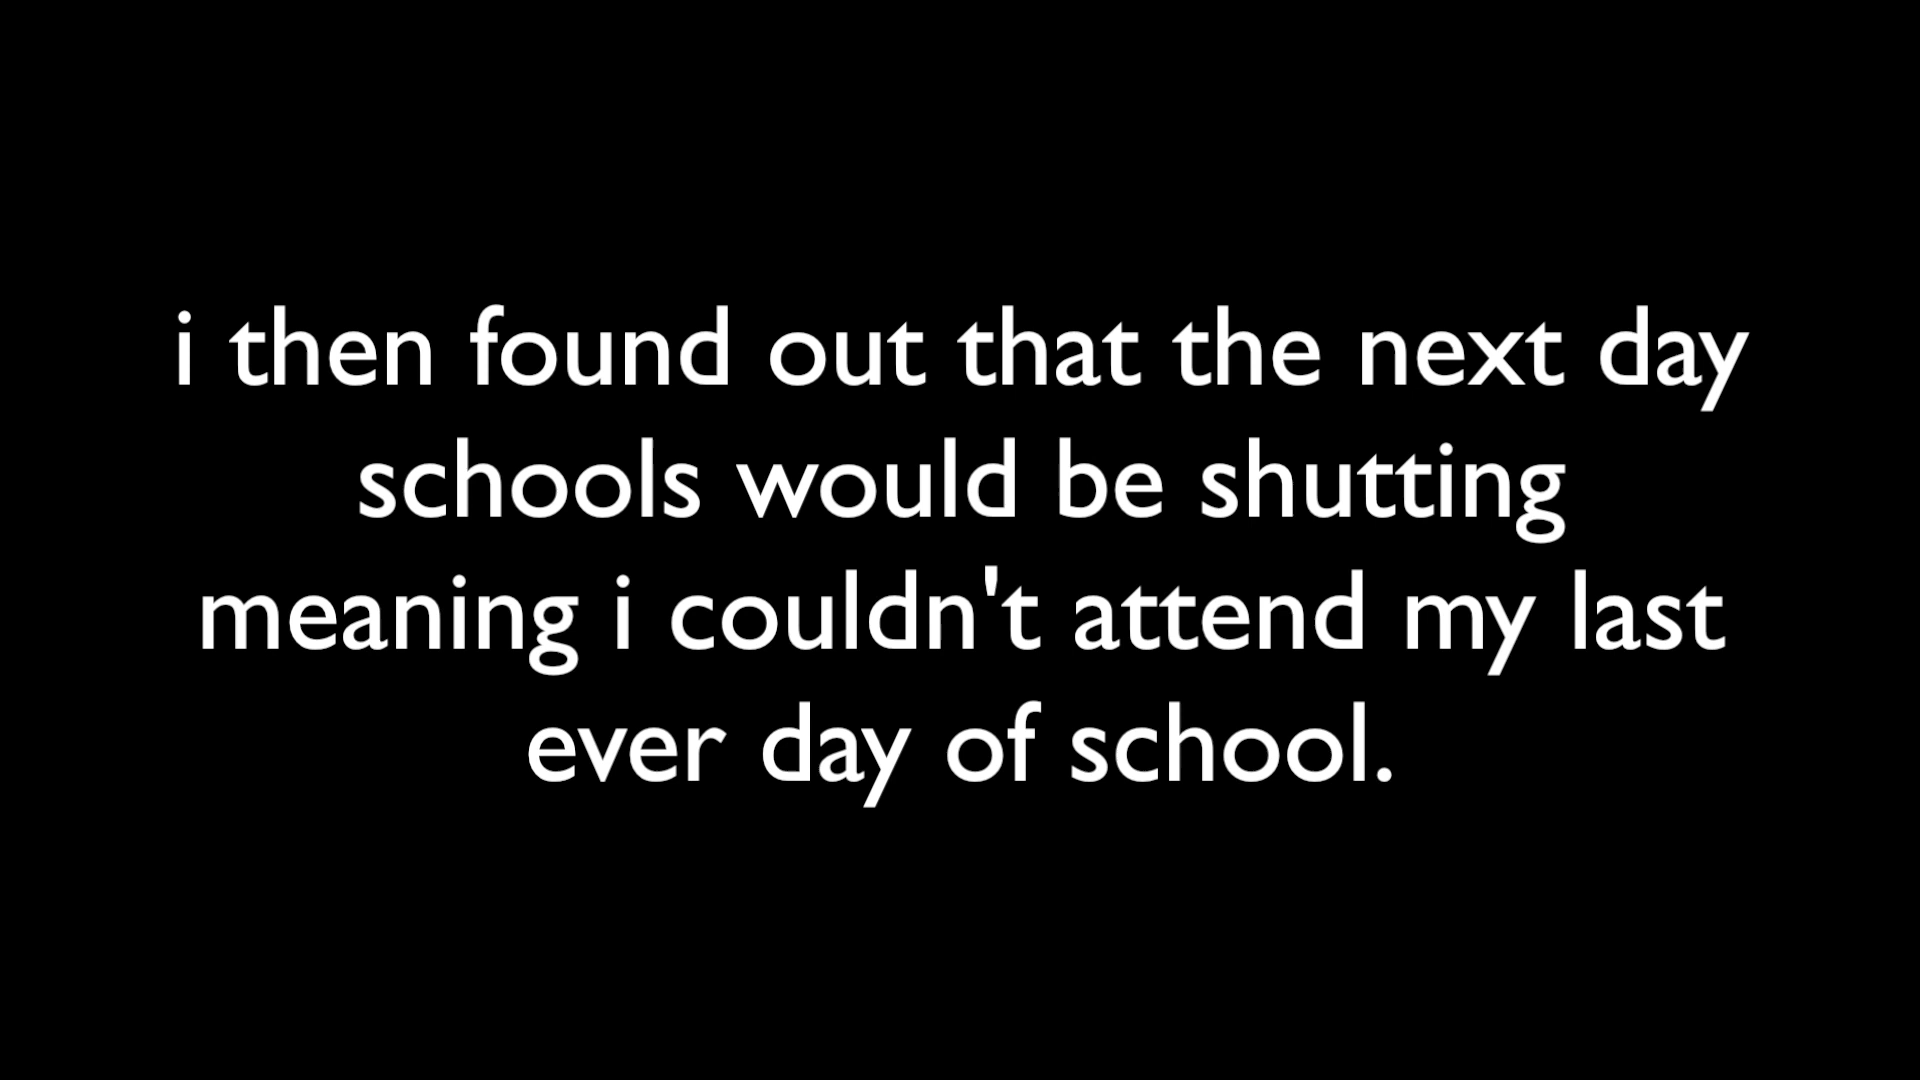 i then found out that the next day
schools would be shutting
meaning i couldn't attend my last
ever day of school.